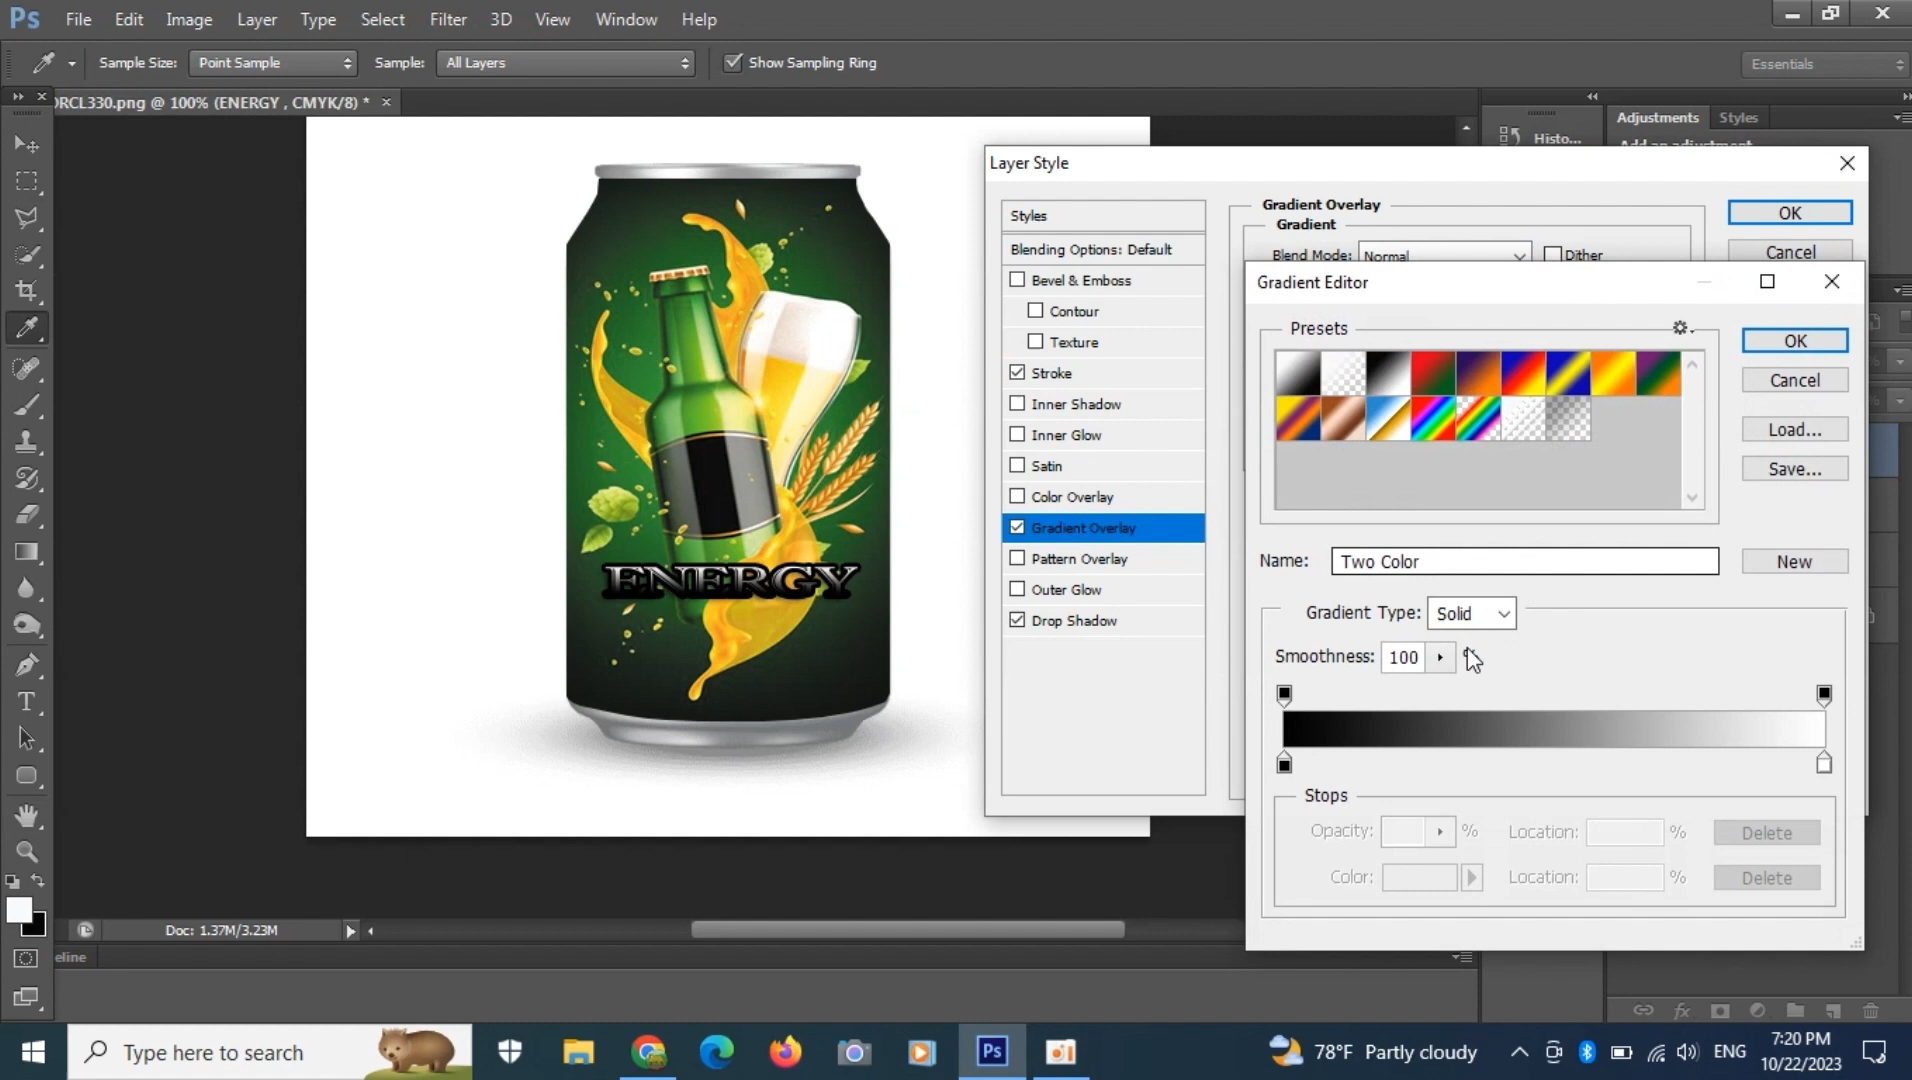 Ps File Edit Image Layer Type Select Filter 3D View Window Help
Sample Size: Point Sample Sample: All Layers Show Sampling Ring Essentials
ORCL330.png @ 100% (ENERGY , CMYK/8) *
Histo...
Adjustments Styles
Add an adjustment
Layer Style
Styles
Blending Options: Default
Bevel & Emboss
Contour
Texture
Stroke
Inner Shadow
Inner Glow
Satin
Color Overlay
Gradient Overlay
Pattern Overlay
Outer Glow
Drop Shadow
Gradient Overlay
Gradient
Blend Mode: Normal Dither
OK
Cancel
Gradient Editor
Presets
OK
Cancel
Load...
Save...
Name: Two Color New
Gradient Type: Solid
Smoothness: 100
Stops
Opacity: % Location: % Delete
Color: Location: % Delete
ENERGY
Doc: 1.37M/3.23M
eline
Type here to search
Ps
78°F Partly cloudy
ENG
7:20 PM
10/22/2023